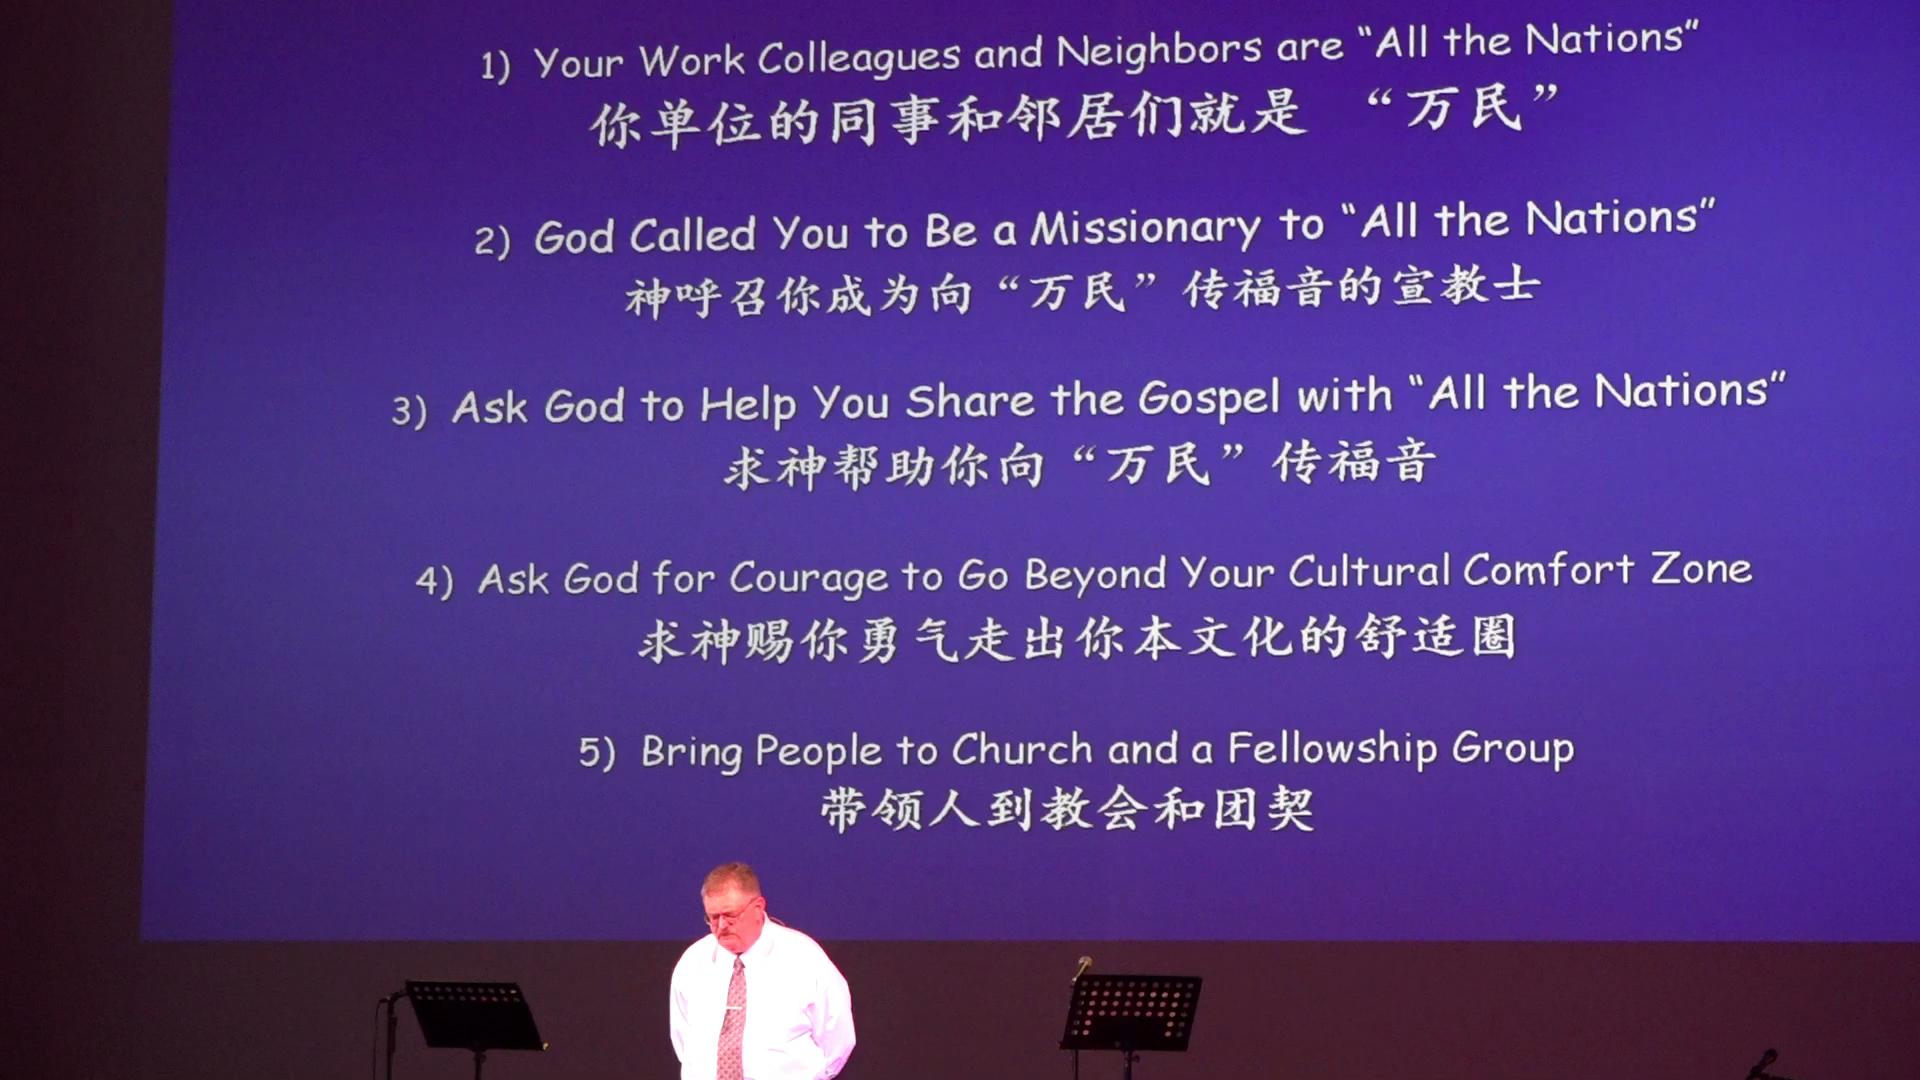 1) Your Work Colleagues and Neighbors are “All the Nations”
你单位的同事和邻居们就是 “万民”
2) God Called You to Be a Missionary to “All the Nations”
神呼召你成为向“万民”传福音的宣教士
3) Ask God to Help You Share the Gospel with “All the Nations”
求神帮助你向“万民”传福音
4) Ask God for Courage to Go Beyond Your Cultural Comfort Zone
求神赐你勇气走出你本文化的舒适圈
5) Bring People to Church and a Fellowship Group
带领人到教会和团契